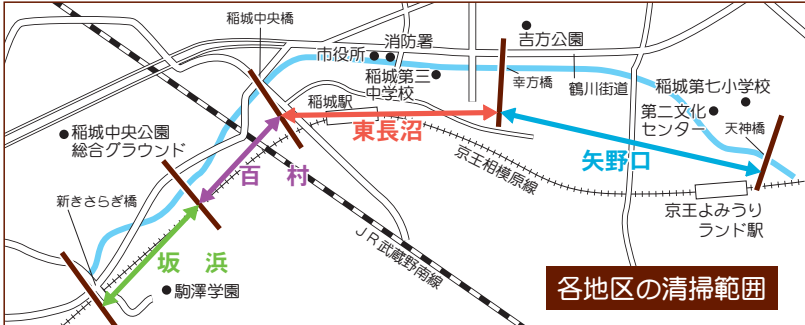 稲城中央橋
吉方公園
消防署
市役所
稲城第三
中学校
幸方橋
鶴川街道
稲城第七小学校
第二文化
センター
天神橋
稲城駅
東長沼
稲城中央公園
総合グラウンド
百 村
京王相模原線
矢野口
新きさらぎ橋
京王よみうり
ランド駅
坂 浜
JR武蔵野南線
駒澤学園
各地区の清掃範囲